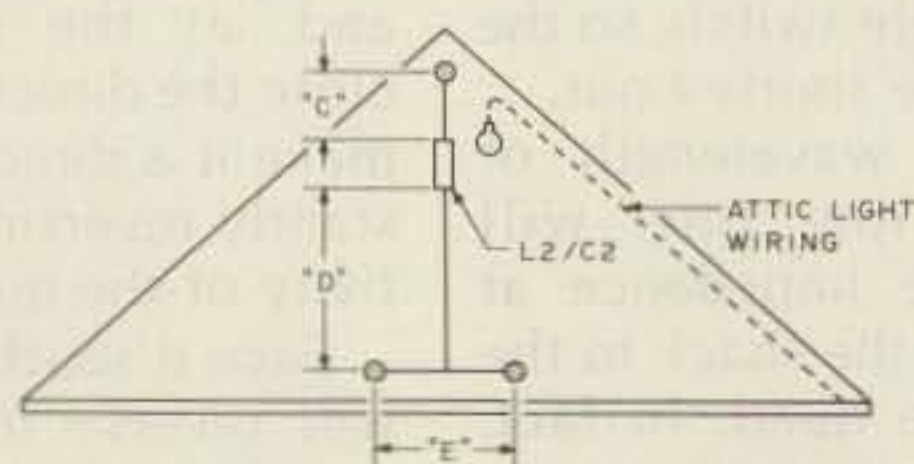 "C"
ATTIC LIGHT
WIRING
L2/C2
"D"
"E"